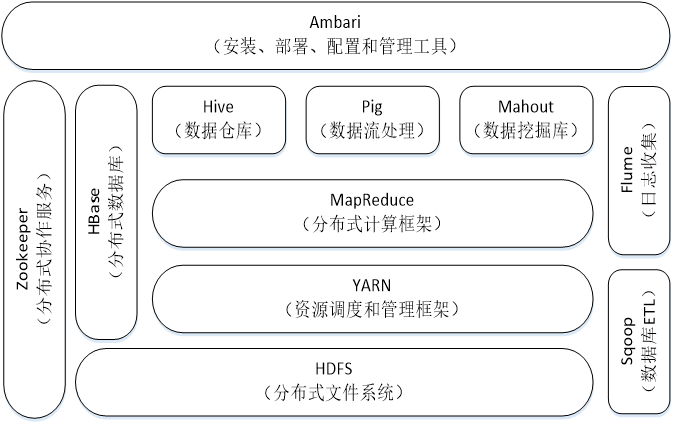 Ambari
（安装、部署、配置和管理工具）
Zookeeper
（分布式协作服务）
HBase
（分布式数据库）
Hive
（数据仓库）
Pig
（数据流处理）
Mahout
（数据挖掘库）
MapReduce
（分布式计算框架）
YARN
（资源调度和管理框架）
HDFS
（分布式文件系统）
Flume
（日志收集）
Sqoop
（数据库ETL）